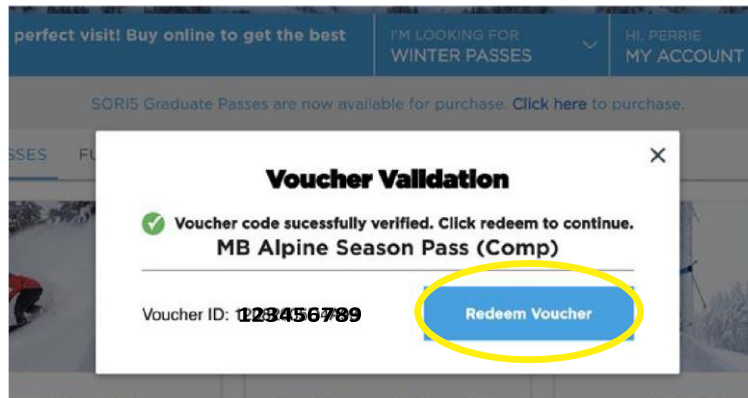 perfect visit! Buy online to get the best
I'M LOOKING FOR
WINTER PASSES
HI, PERRIE
MY ACCOUNT
SORIS Graduate Passes are now available for purchase. Click here to purchase.
SSES FU
Voucher Validation
Voucher code sucessfully verified. Click redeem to continue.
MB Alpine Season Pass (Comp)
Voucher ID: 123456789
Redeem Voucher